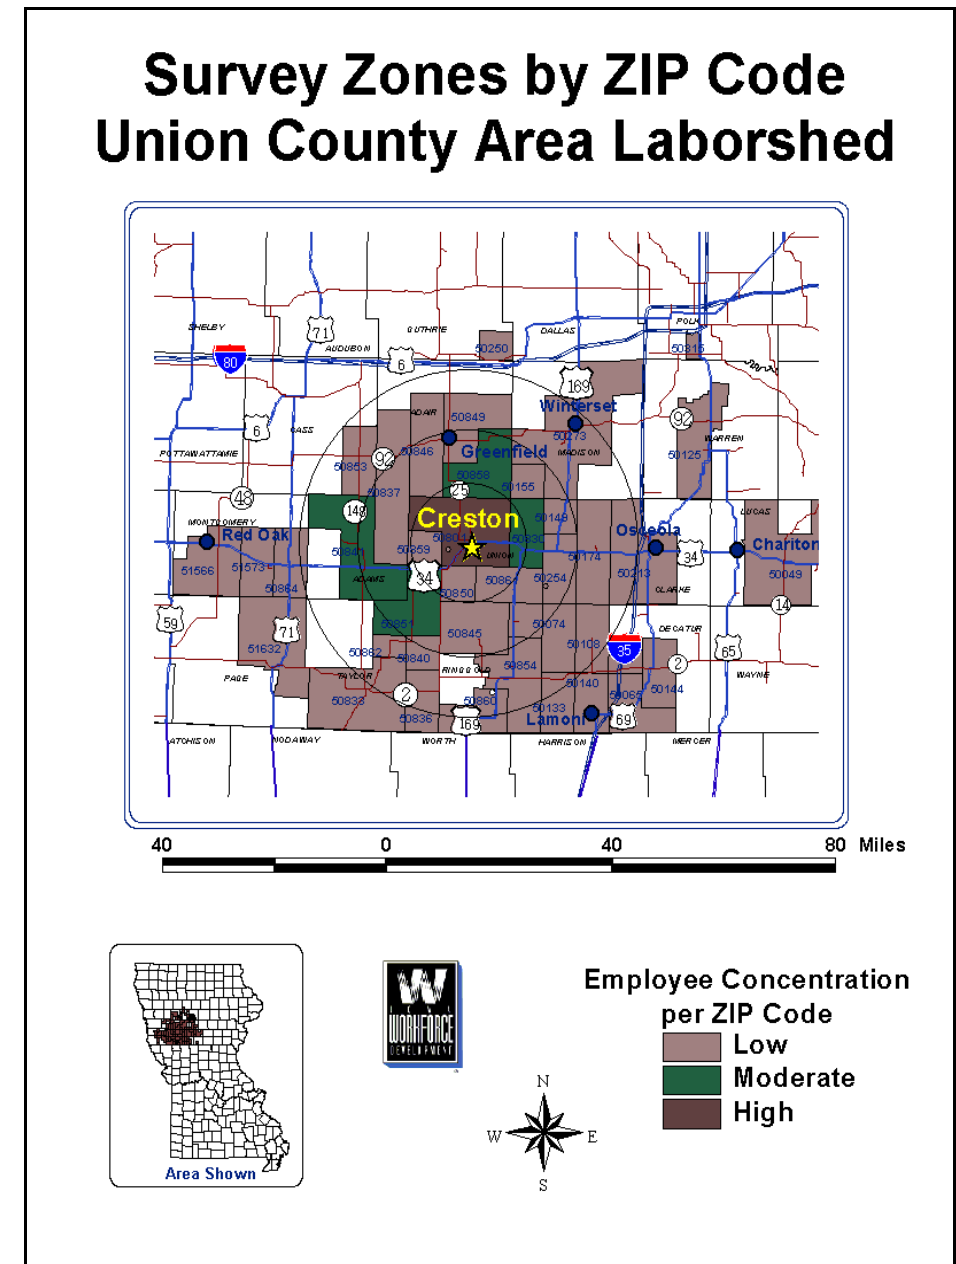 Survey Zones by ZIP Code
Union County Area Laborshed
SHELBY
71
AUDUBON
GUTHRIE
DALLAS
POLK
50250
50315
80
6
169
Winterset
ADAIR
50849
92
6
CASS
50273
WARREN
50846
Greenfield
MADISON
POTTAWATTAMIE
92
50853
50125
50858
50837
25
50155
48
148
LUCAS
MONTGOMERY
Creston
50149
Red Oak
Osceola
50801
50830
Chariton
50841
50859
UNION
50174
34
51566
51573
34
50864
ADAMS
50861
50254
50213
50049
CLARKE
50850
14
59
71
50851
50845
50074
DECATUR
51632
50862
50840
50108
35
65
RINGGOLD
50854
2
PAGE
TAYLOR
WAYNE
50140
50144
50833
2
50860
50065
50133
50836
169
Lamoni
69
ATCHISON
NODAWAY
WORTH
HARRISON
MERCER
40
0
40
80 Miles
Employee Concentration
per ZIP Code
Low
Moderate
High
IOWA
WORKFORCE
DEVELOPMENT
N
W
E
S
Area Shown